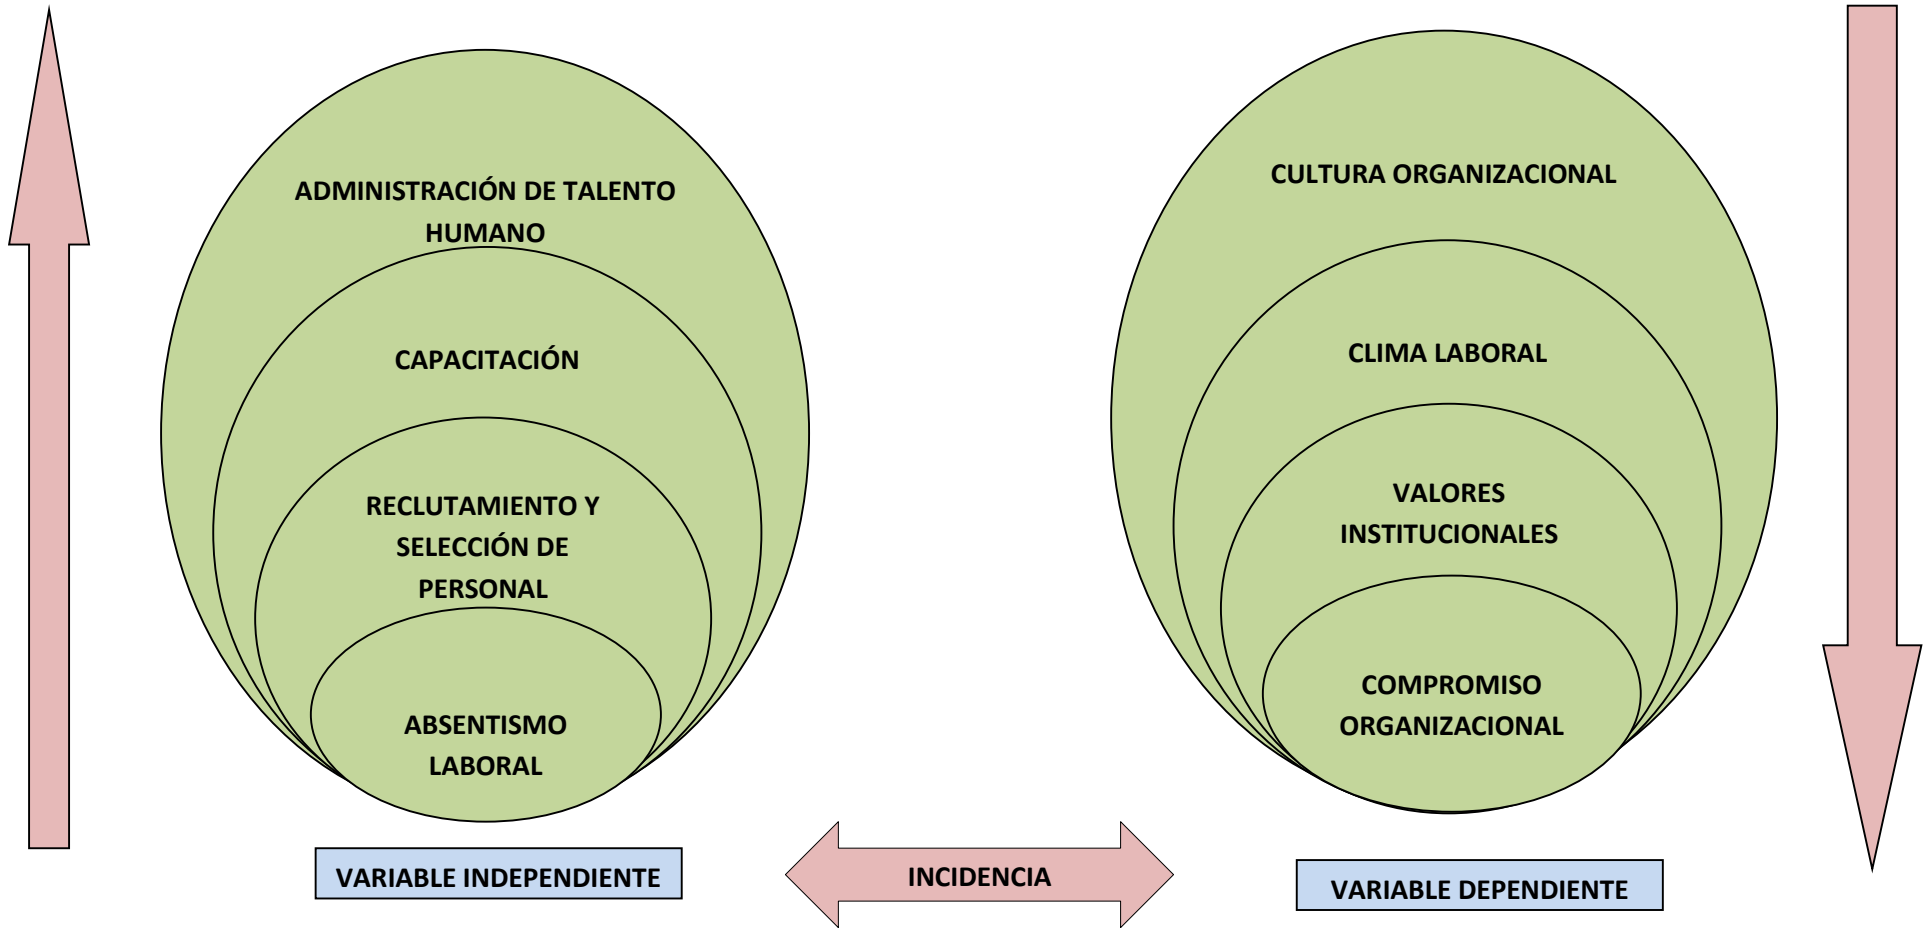 ADMINISTRACIÓN DE TALENTO
HUMANO
CAPACITACIÓN
RECLUTAMIENTO Y
SELECCIÓN DE
PERSONAL
ABSENTISMO
LABORAL
VARIABLE INDEPENDIENTE
INCIDENCIA
CULTURA ORGANIZACIONAL
CLIMA LABORAL
VALORES
INSTITUCIONALES
COMPROMISO
ORGANIZACIONAL
VARIABLE DEPENDIENTE